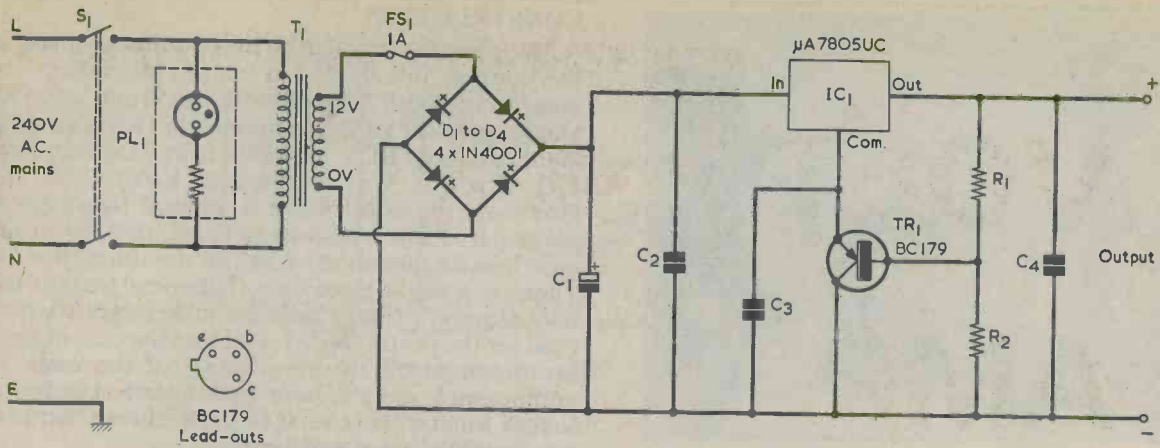 L
S1
T1
FS1
1A
μA7805UC
In
IC1
Out
+
240V
A.C.
mains
PL1
12V
0V
D1 to D4
4 x 1N4001
+
+
+
+
Com.
R1
TR1
BC179
N
C1
+
C2
C3
C4
Output
R2
e
b
c
E
BC179
Lead-outs
−